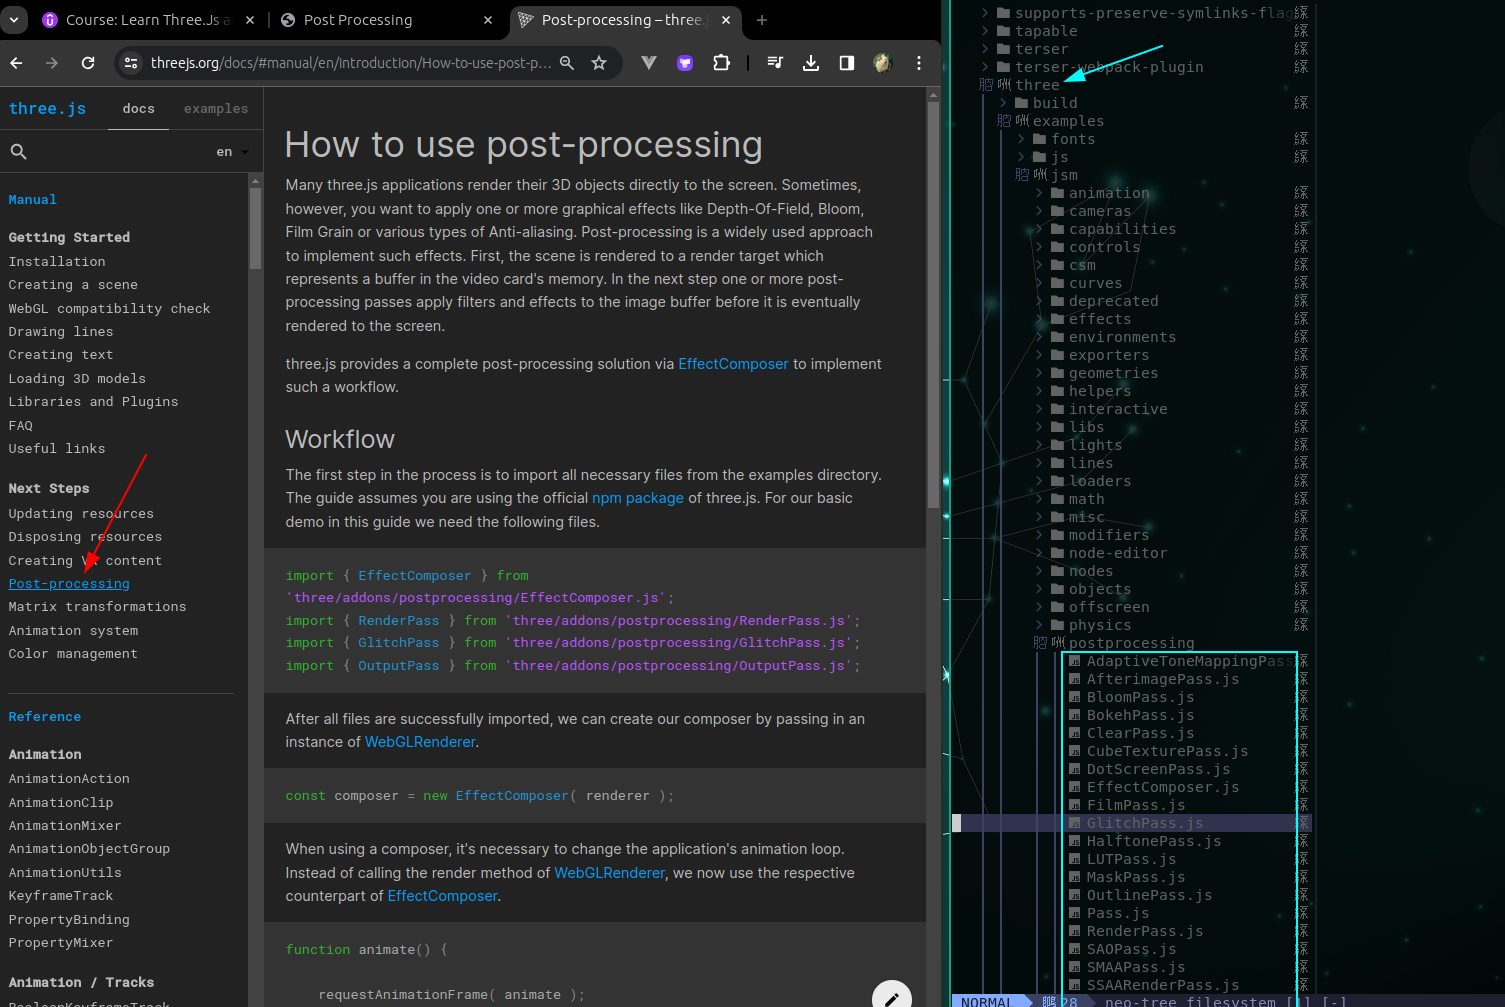 Course: Learn Three.Js a
Post Processing
Post-processing – three.j
threejs.org/docs/#manual/en/introduction/How-to-use-post-p...
three.js
docs
examples
en
Manual
Getting Started
Installation
Creating a scene
WebGL compatibility check
Drawing lines
Creating text
Loading 3D models
Libraries and Plugins
FAQ
Useful links
Next Steps
Updating resources
Disposing resources
Creating VR content
Post-processing
Matrix transformations
Animation system
Color management
Reference
Animation
AnimationAction
AnimationClip
AnimationMixer
AnimationObjectGroup
AnimationUtils
KeyframeTrack
PropertyBinding
PropertyMixer
Animation / Tracks
BooleanKeyframeTrack
How to use post-processing
Many three.js applications render their 3D objects directly to the screen. Sometimes,
however, you want to apply one or more graphical effects like Depth-Of-Field, Bloom,
Film Grain or various types of Anti-aliasing. Post-processing is a widely used approach
to implement such effects. First, the scene is rendered to a render target which
represents a buffer in the video card's memory. In the next step one or more post-
processing passes apply filters and effects to the image buffer before it is eventually
rendered to the screen.
three.js provides a complete post-processing solution via EffectComposer to implement
such a workflow.
Workflow
The first step in the process is to import all necessary files from the examples directory.
The guide assumes you are using the official npm package of three.js. For our basic
demo in this guide we need the following files.
import { EffectComposer } from
'three/addons/postprocessing/EffectComposer.js';
import { RenderPass } from 'three/addons/postprocessing/RenderPass.js';
import { GlitchPass } from 'three/addons/postprocessing/GlitchPass.js';
import { OutputPass } from 'three/addons/postprocessing/OutputPass.js';
After all files are successfully imported, we can create our composer by passing in an
instance of WebGLRenderer.
const composer = new EffectComposer( renderer );
When using a composer, it's necessary to change the application's animation loop.
Instead of calling the render method of WebGLRenderer, we now use the respective
counterpart of EffectComposer.
function animate() {
requestAnimationFrame( animate );
supports-preserve-symlinks-flag
tapable
terser
terser-webpack-plugin
three
build
examples
fonts
js
jsm
animation
cameras
capabilities
controls
csm
curves
deprecated
effects
environments
exporters
geometries
helpers
interactive
libs
lights
lines
loaders
math
misc
modifiers
node-editor
nodes
objects
offscreen
physics
postprocessing
AdaptiveToneMappingPass
AfterimagePass.js
BloomPass.js
BokehPass.js
ClearPass.js
CubeTexturePass.js
DotScreenPass.js
EffectComposer.js
FilmPass.js
GlitchPass.js
HalftonePass.js
LUTPass.js
MaskPass.js
OutlinePass.js
Pass.js
RenderPass.js
SAOPass.js
SMAAPass.js
SSAARenderPass.js
NORMAL 28 neo-tree filesystem [1] [-]